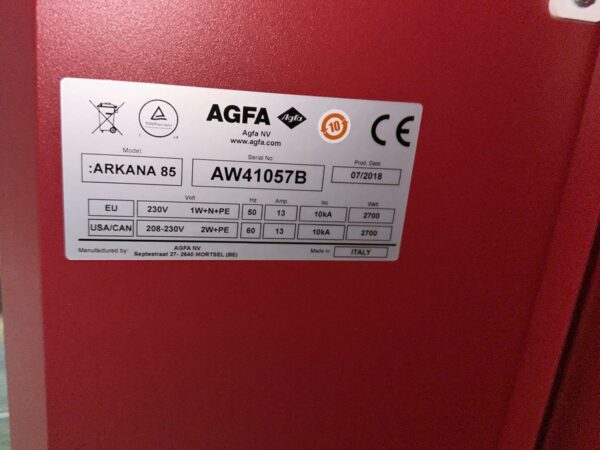 AGFA Agfa
Agfa NV
www.agfa.com
10
CE
Model: Serial No Prod. Date
:ARKANA 85 AW41057B 07/2018
Volt Hz Amp. Isc Watt
EU 230V 1W+N+PE 50 13 10kA 2700
USA/CAN 208-230V 2W+PE 60 13 10kA 2700
Manufactured by: AGFA NV Made in: ITALY
Septestraat 27- 2640 MORTSEL (BE)